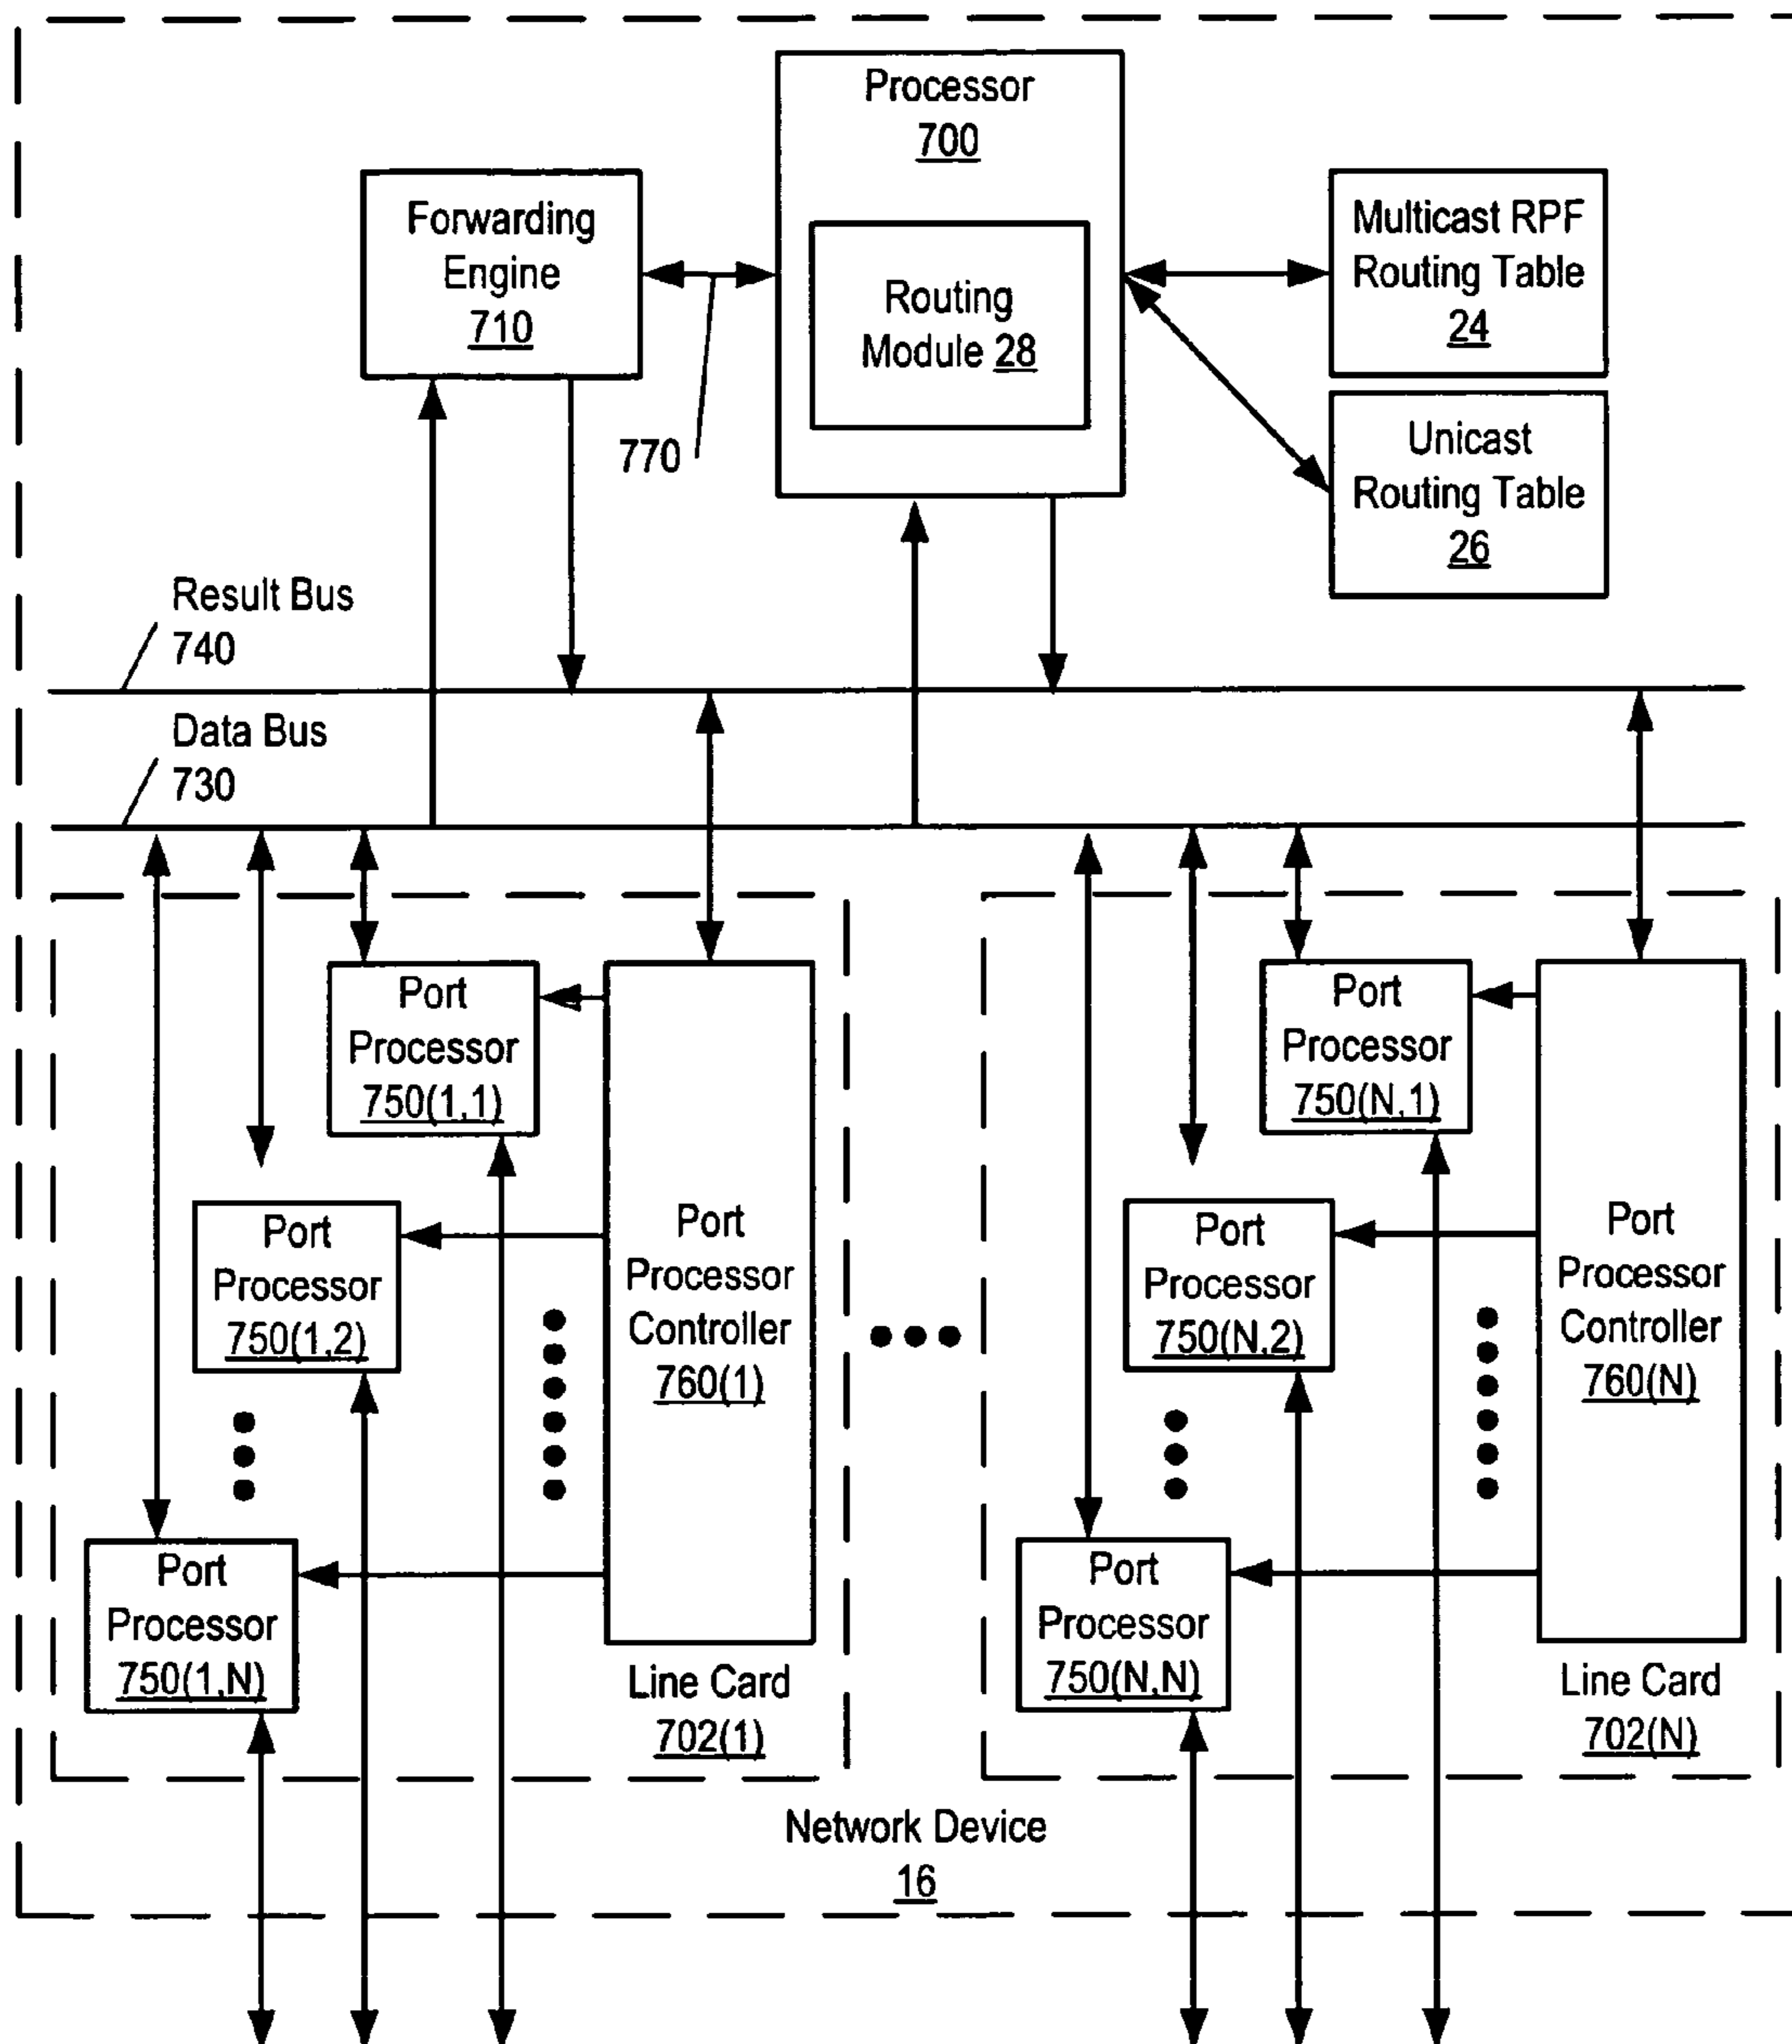 Processor
700
Forwarding
Engine
710
Routing
Module 28
Multicast RPF
Routing Table
24
770
Unicast
Routing Table
26
Result Bus
740
Data Bus
730
Port
Processor
750(1,1)
Port
Processor
750(1,2)
Port
Processor
750(1,N)
Port
Processor
Controller
760(1)
Line Card
702(1)
Port
Processor
750(N,1)
Port
Processor
750(N,2)
Port
Processor
750(N,N)
Port
Processor
Controller
760(N)
Line Card
702(N)
Network Device
16